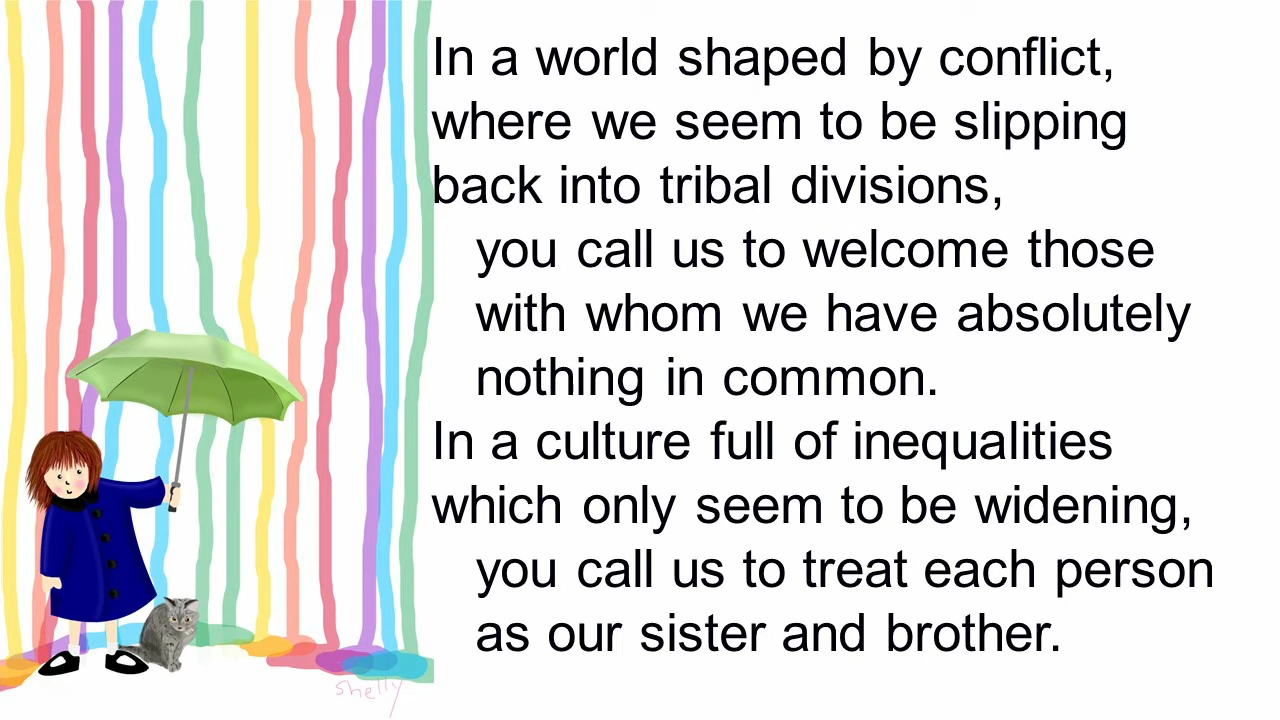 In a world shaped by conflict,
where we seem to be slipping
back into tribal divisions,
you call us to welcome those
with whom we have absolutely
nothing in common.
In a culture full of inequalities
which only seem to be widening,
you call us to treat each person
as our sister and brother.
shelly